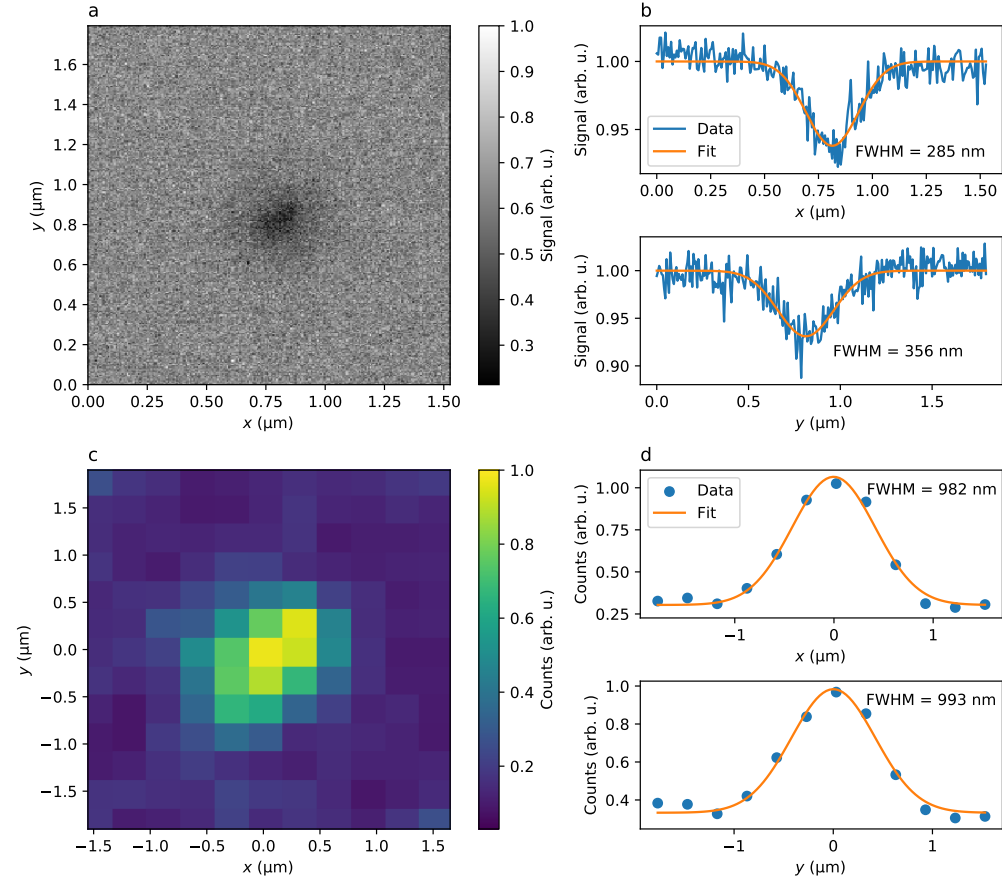 a
1.6
1.4
1.2
1.0
0.8
0.6
0.4
0.2
0.0
y (µm)
0.00 0.25 0.50 0.75 1.00 1.25 1.50
x (µm)
1.0
0.9
0.8
0.7
0.6
0.5
0.4
0.3
Signal (arb. u.)
b
1.00
0.95
Signal (arb. u.)
Data
Fit
FWHM = 285 nm
0.00 0.25 0.50 0.75 1.00 1.25 1.50
x (µm)
1.00
0.95
0.90
Signal (arb. u.)
FWHM = 356 nm
0.0 0.5 1.0 1.5
y (µm)
c
1.5
1.0
0.5
0.0
−0.5
−1.0
−1.5
y (µm)
−1.5 −1.0 −0.5 0.0 0.5 1.0 1.5
x (µm)
1.0
0.8
0.6
0.4
0.2
Counts (arb. u.)
d
1.00
0.75
0.50
0.25
Counts (arb. u.)
Data
Fit
FWHM = 982 nm
−1 0 1
x (µm)
1.0
0.8
0.6
0.4
Counts (arb. u.)
FWHM = 993 nm
−1 0 1
y (µm)